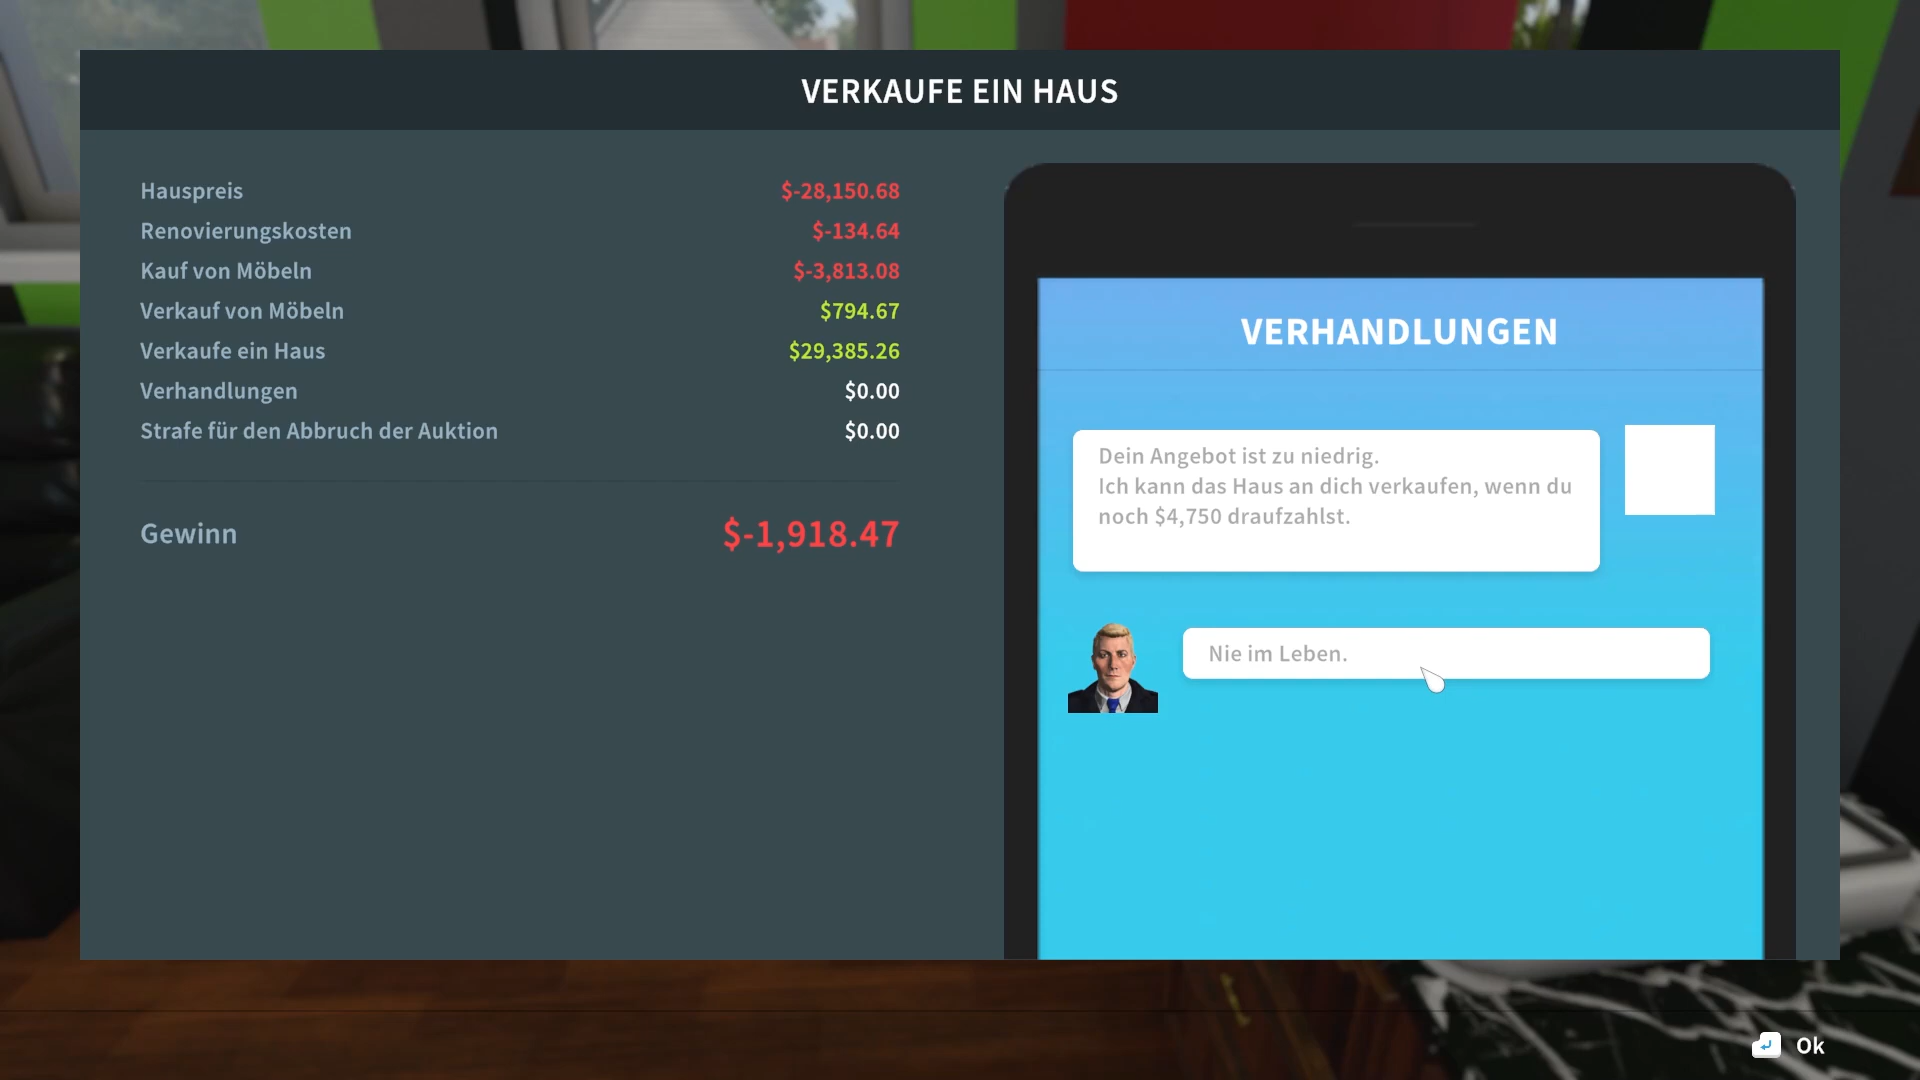 VERKAUFE EIN HAUS
Hauspreis $-28,150.68
Renovierungskosten $-134.64
Kauf von Möbeln $-3,813.08
Verkauf von Möbeln $794.67
Verkaufe ein Haus $29,385.26
Verhandlungen $0.00
Strafe für den Abbruch der Auktion $0.00
Gewinn $-1,918.47
VERHANDLUNGEN
Dein Angebot ist zu niedrig.
Ich kann das Haus an dich verkaufen, wenn du
noch $4,750 draufzahlst.
Nie im Leben.
Ok